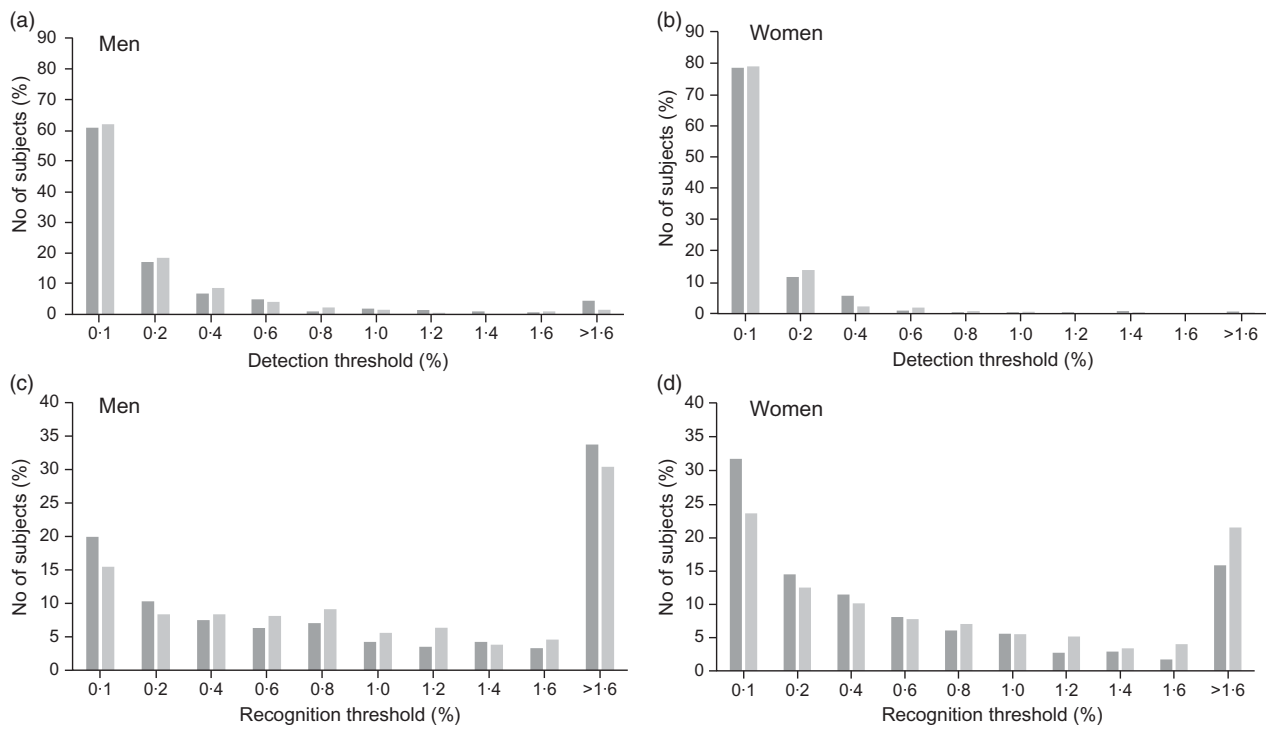 (a)
Men
90
80
70
60
50
40
30
20
10
0
No of subjects (%)
0·1 0·2 0·4 0·6 0·8 1·0 1·2 1·4 1·6 >1·6
Detection threshold (%)
(b)
Women
90
80
70
60
50
40
30
20
10
0
No of subjects (%)
0·1 0·2 0·4 0·6 0·8 1·0 1·2 1·4 1·6 >1·6
Detection threshold (%)
(c)
Men
40
35
30
25
20
15
10
5
0
No of subjects (%)
0·1 0·2 0·4 0·6 0·8 1·0 1·2 1·4 1·6 >1·6
Recognition threshold (%)
(d)
Women
40
35
30
25
20
15
10
5
0
No of subjects (%)
0·1 0·2 0·4 0·6 0·8 1·0 1·2 1·4 1·6 >1·6
Recognition threshold (%)